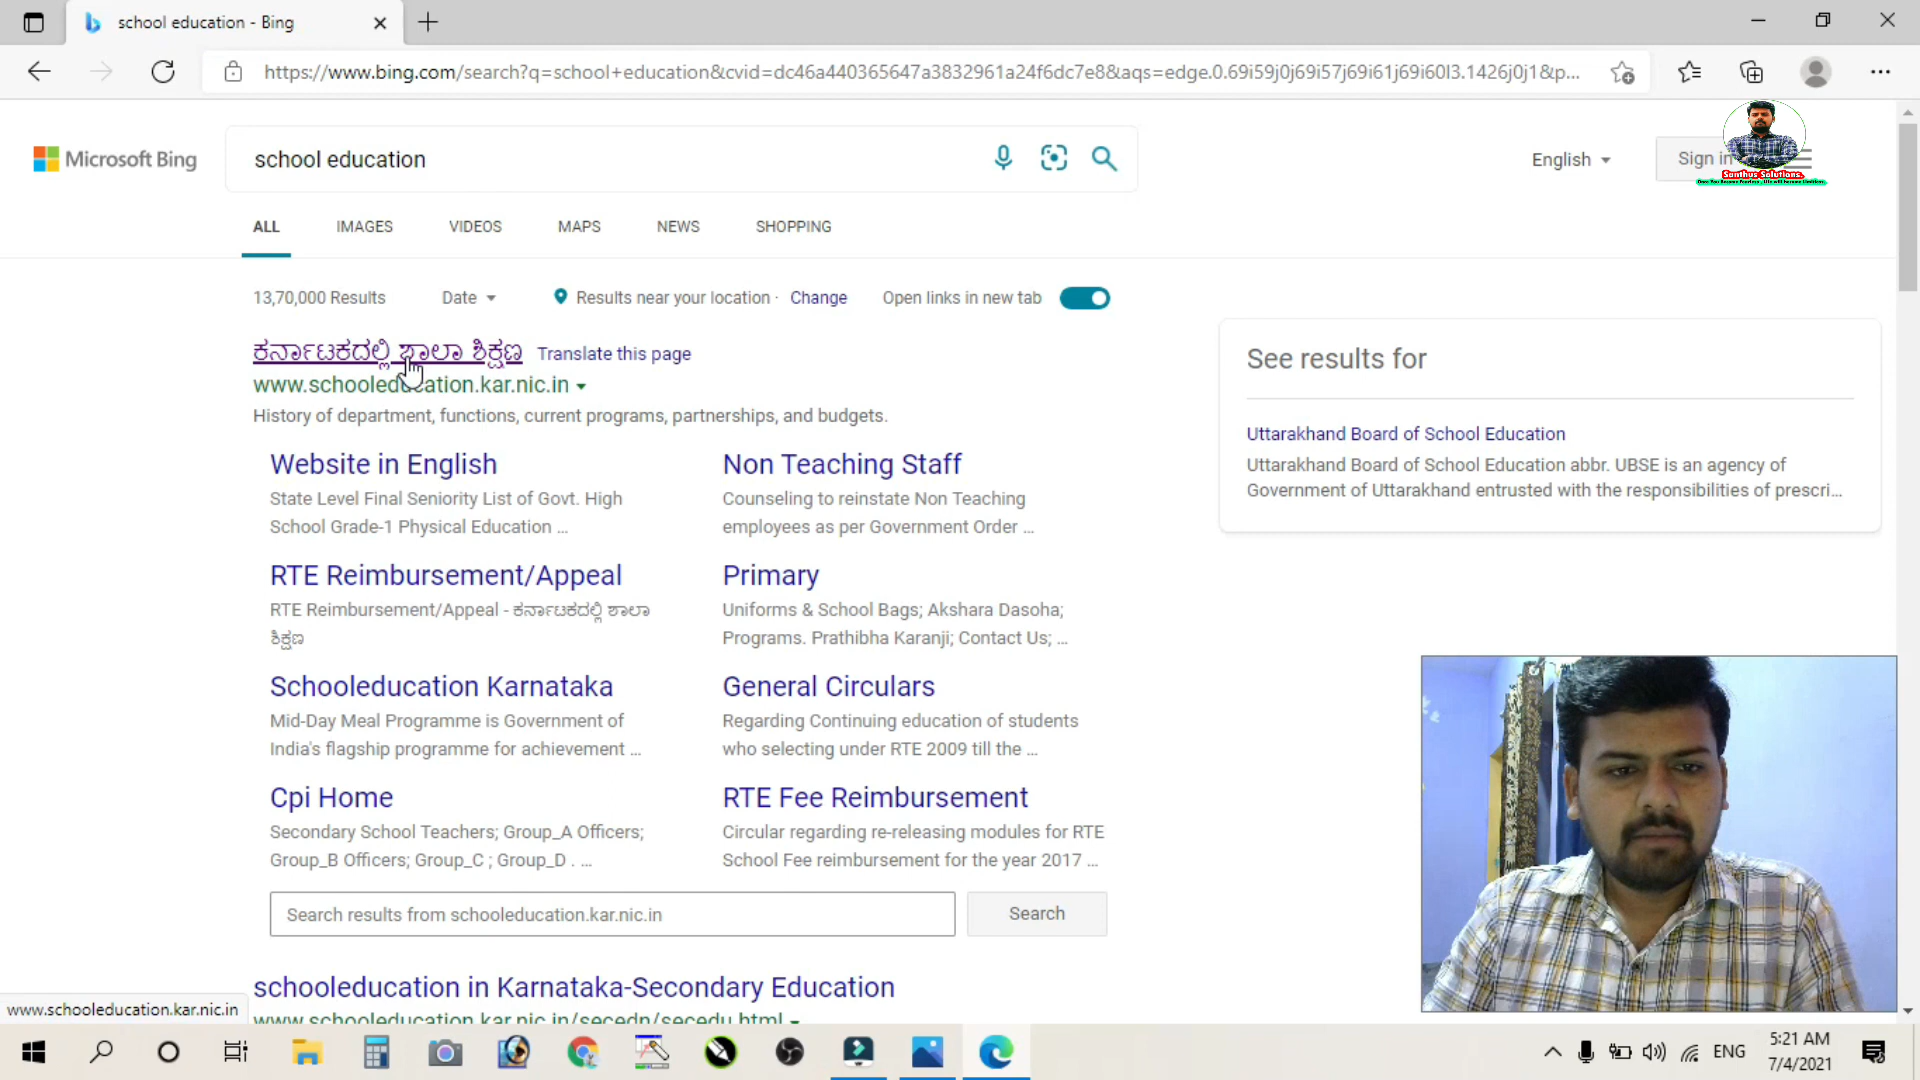 school education - Bing
https://www.bing.com/search?q=school+education&cvid=dc46a440365647a3832961a24f6dc7e8&aqs=edge.0.69i59j0j69i57j69i61j69i60l3.1426j0j1&p...
Microsoft Bing
school education
English
Sign in
Santhus Solutions.
ALL IMAGES VIDEOS MAPS NEWS SHOPPING
13,70,000 Results Date Results near your location · Change Open links in new tab
ಕರ್ನಾಟಕದಲ್ಲಿ ಶಾಲಾ ಶಿಕ್ಷಣ Translate this page
www.schooleducation.kar.nic.in
History of department, functions, current programs, partnerships, and budgets.
Website in English
State Level Final Seniority List of Govt. High
School Grade-1 Physical Education ...
Non Teaching Staff
Counseling to reinstate Non Teaching
employees as per Government Order ...
RTE Reimbursement/Appeal
RTE Reimbursement/Appeal - ಕರ್ನಾಟಕದಲ್ಲಿ ಶಾಲಾ
ಶಿಕ್ಷಣ
Primary
Uniforms & School Bags; Akshara Dasoha;
Programs. Prathibha Karanji; Contact Us; ...
Schooleducation Karnataka
Mid-Day Meal Programme is Government of
India's flagship programme for achievement ...
General Circulars
Regarding Continuing education of students
who selecting under RTE 2009 till the ...
Cpi Home
Secondary School Teachers; Group_A Officers;
Group_B Officers; Group_C ; Group_D . ...
RTE Fee Reimbursement
Circular regarding re-releasing modules for RTE
School Fee reimbursement for the year 2017 ...
Search results from schooleducation.kar.nic.in
Search
schooleducation in Karnataka-Secondary Education
www.schooleducation.kar.nic.in/secedn/secedu.html
See results for
Uttarakhand Board of School Education
Uttarakhand Board of School Education abbr. UBSE is an agency of
Government of Uttarakhand entrusted with the responsibilities of prescri...
www.schooleducation.kar.nic.in
ENG
5:21 AM
7/4/2021